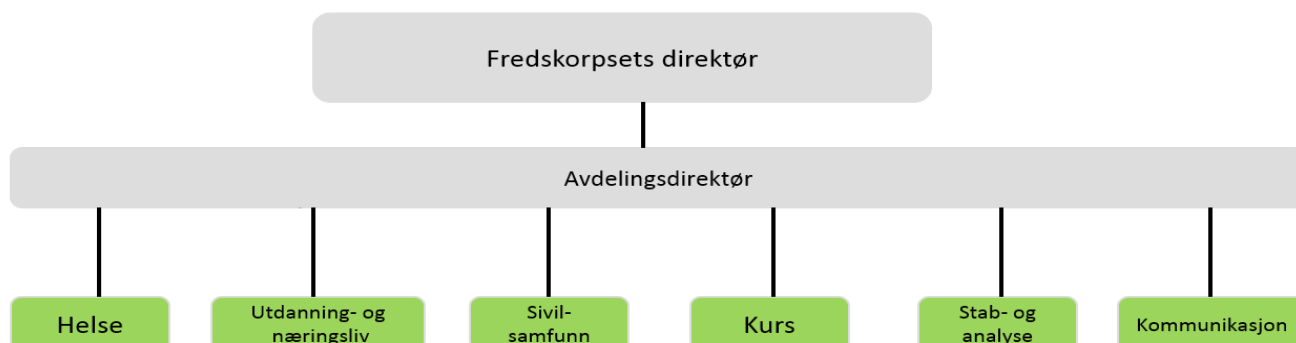 Fredskorpsets direktør
Avdelingsdirektør
Helse
Utdanning- og
næringsliv
Sivil-
samfunn
Kurs
Stab- og
analyse
Kommunikasjon